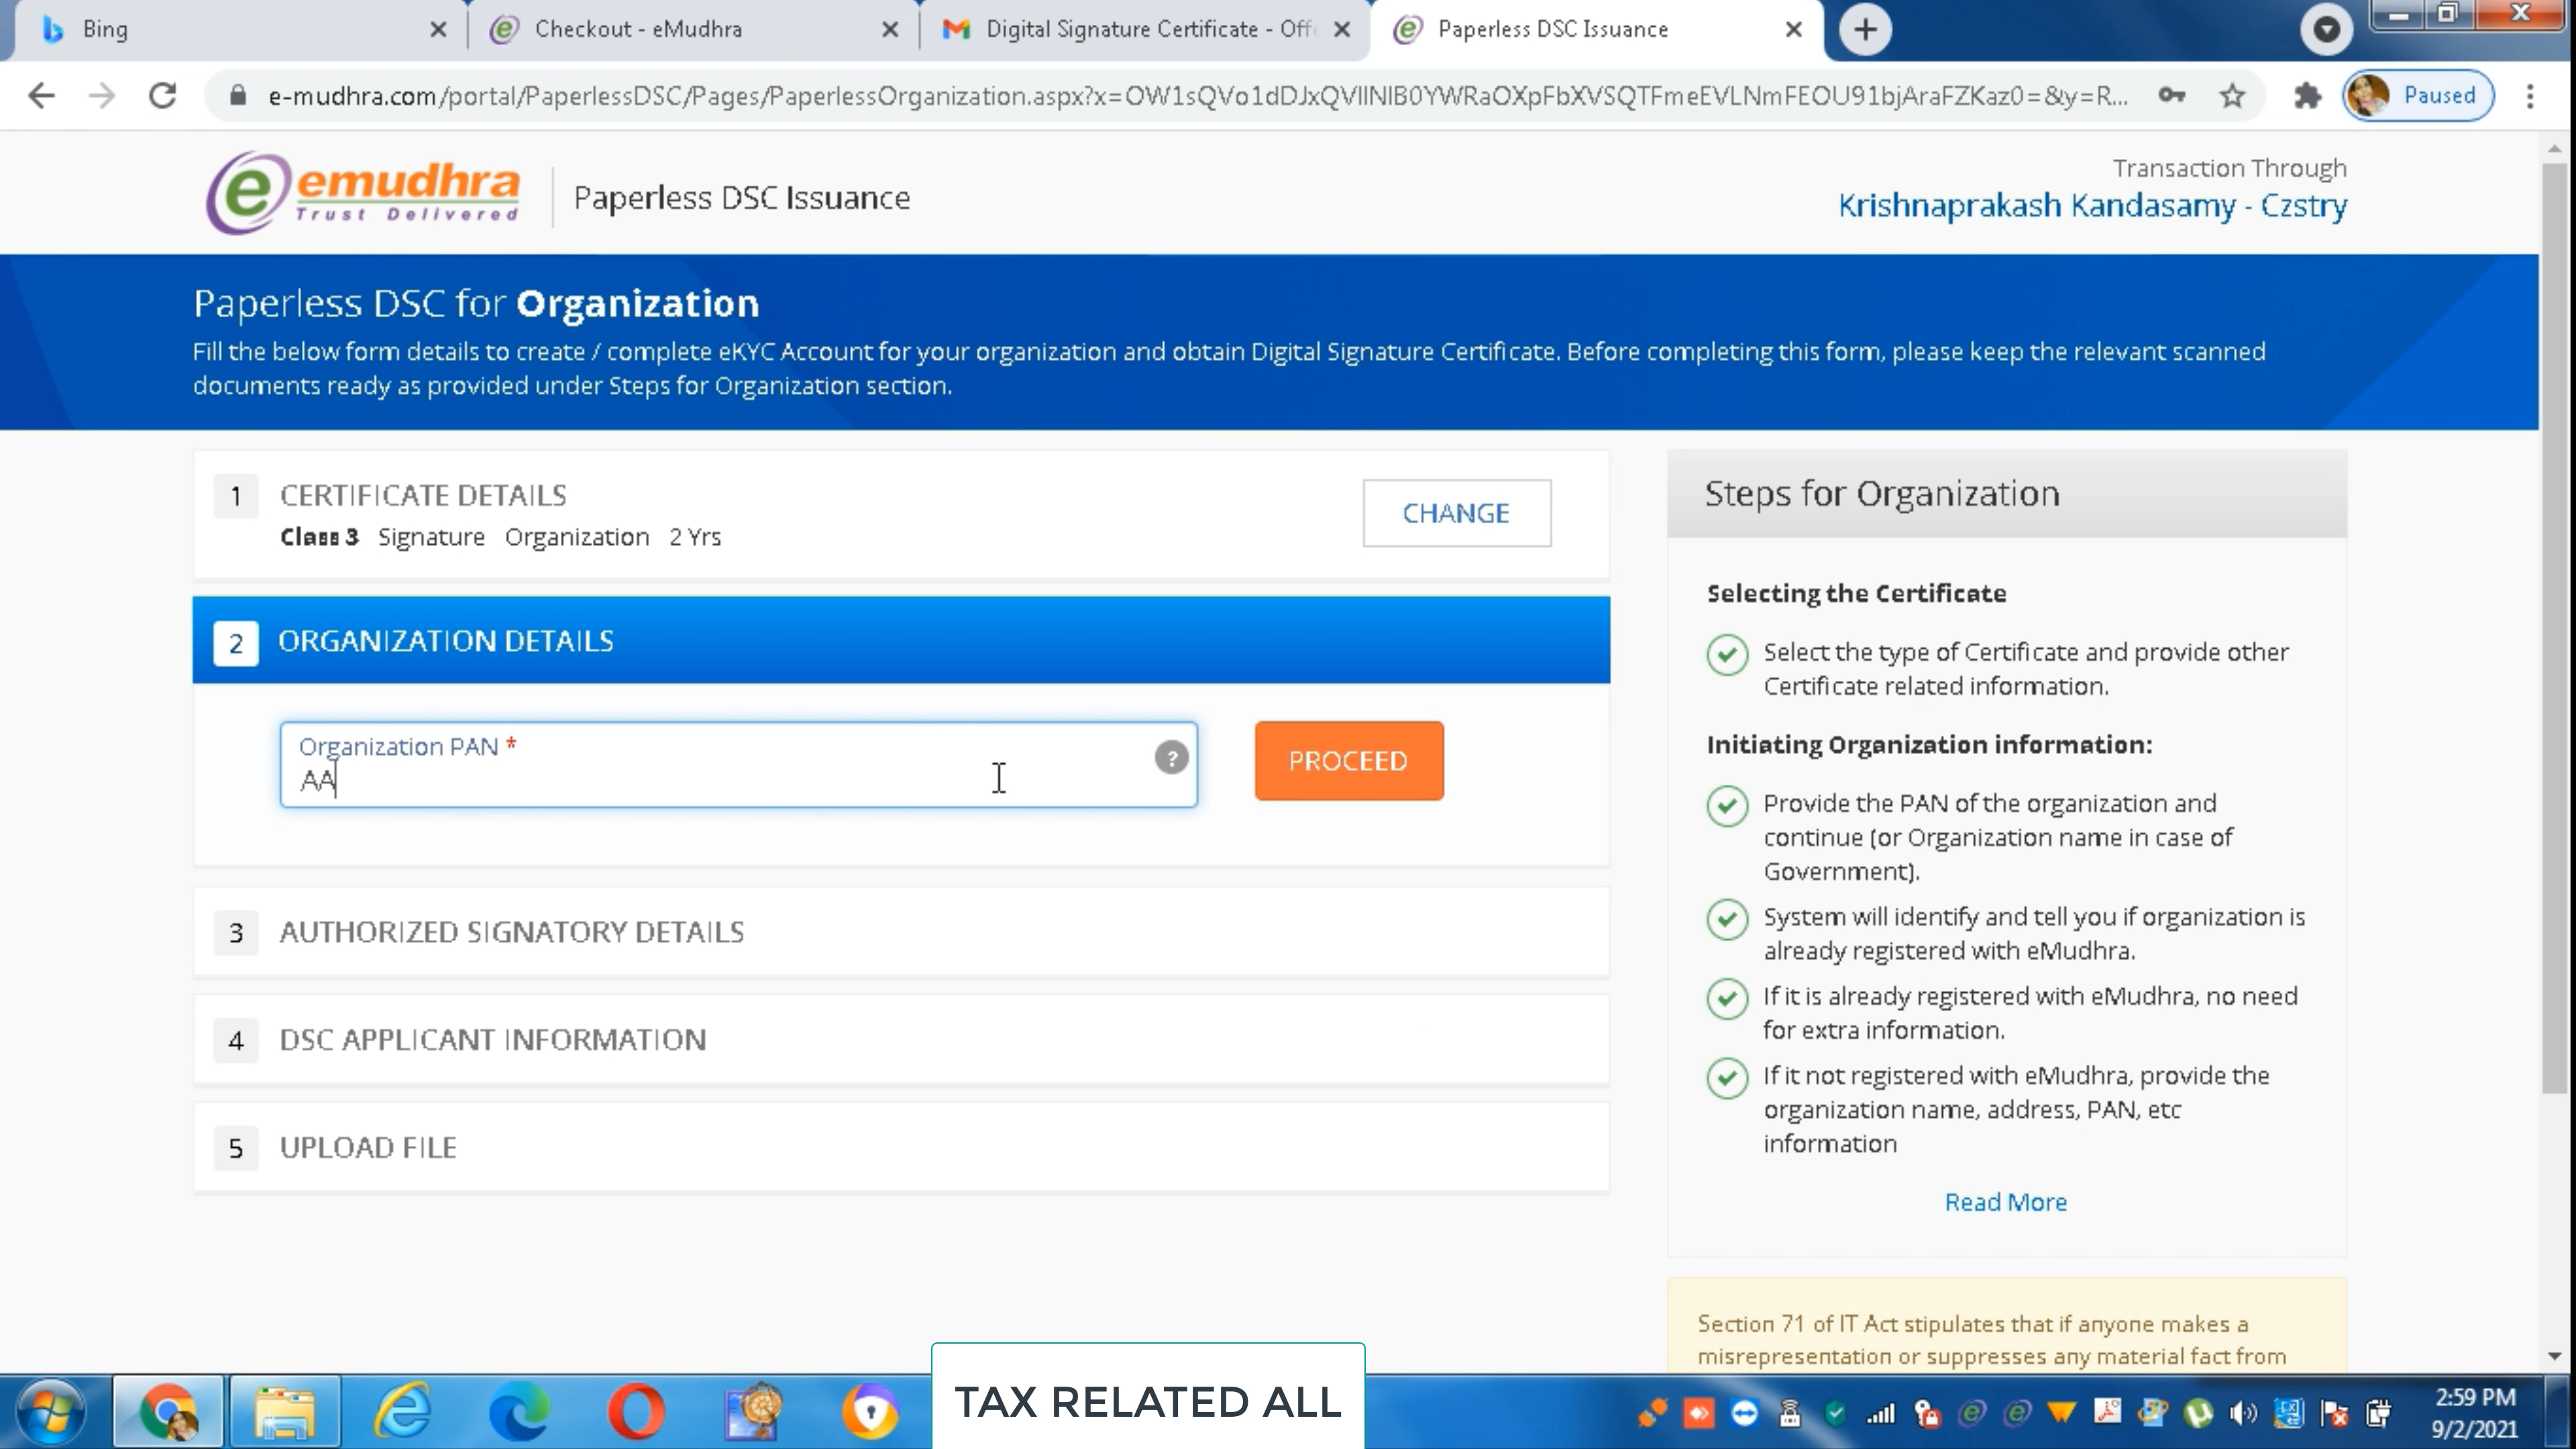 Bing
Checkout - eMudhra
Digital Signature Certificate - Off
Paperless DSC Issuance
Paused
emudhra
Trust Delivered
Paperless DSC Issuance
Transaction Through
Krishnaprakash Kandasamy - Czstry
Paperless DSC for Organization
Fill the below form details to create / complete eKYC Account for your organization and obtain Digital Signature Certificate. Before completing this form, please keep the relevant scanned
documents ready as provided under Steps for Organization section.
1 CERTIFICATE DETAILS
Class 3 Signature Organization 2 Yrs
CHANGE
2 ORGANIZATION DETAILS
Organization PAN *
AA
?
PROCEED
3 AUTHORIZED SIGNATORY DETAILS
4 DSC APPLICANT INFORMATION
5 UPLOAD FILE
Steps for Organization
Selecting the Certificate
Select the type of Certificate and provide other
Certificate related information.
Initiating Organization information:
Provide the PAN of the organization and
continue (or Organization name in case of
Government).
System will identify and tell you if organization is
already registered with eMudhra.
If it is already registered with eMudhra, no need
for extra information.
If it not registered with eMudhra, provide the
organization name, address, PAN, etc
information
Read More
Section 71 of IT Act stipulates that if anyone makes a
misrepresentation or suppresses any material fact from
TAX RELATED ALL
2:59 PM
9/2/2021